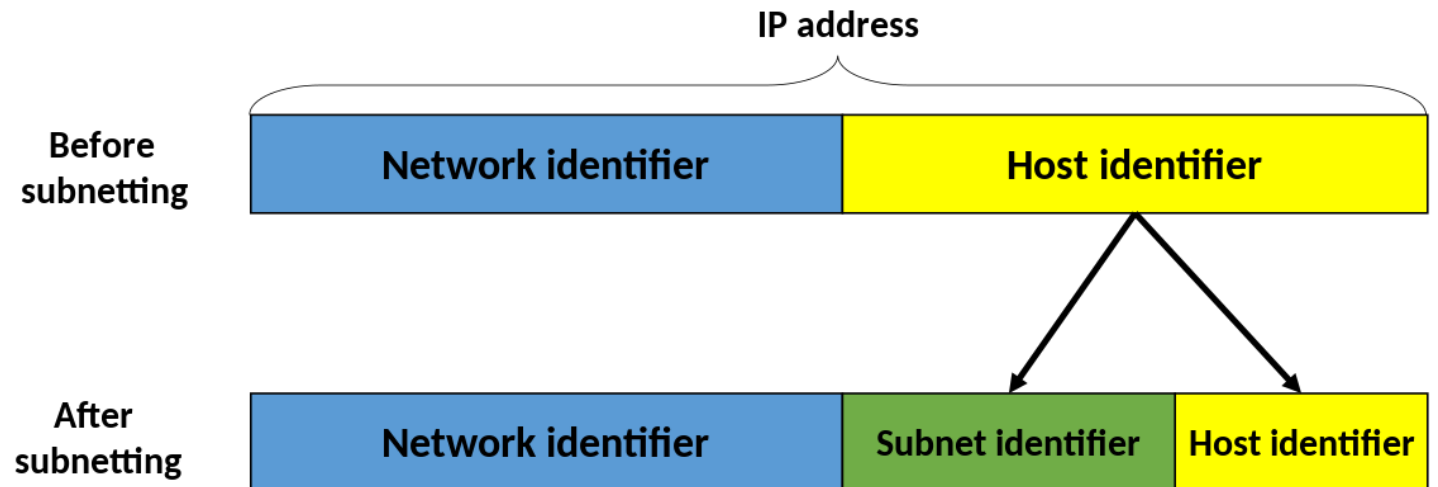 IP address
Before
subnetting
Network identifier
Host identifier
After
subnetting
Network identifier
Subnet identifier
Host identifier